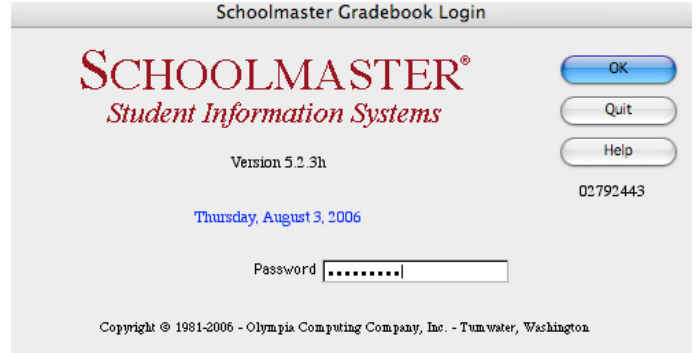 Schoolmaster Gradebook Login
SCHOOLMASTER®
Student Information Systems
OK
Quit
Help
Version 5.2.3h
02792443
Thursday, August 3, 2006
Password •••••••••
Copyright © 1981-2006 - Olympia Computing Company, Inc. - Tumwater, Washington